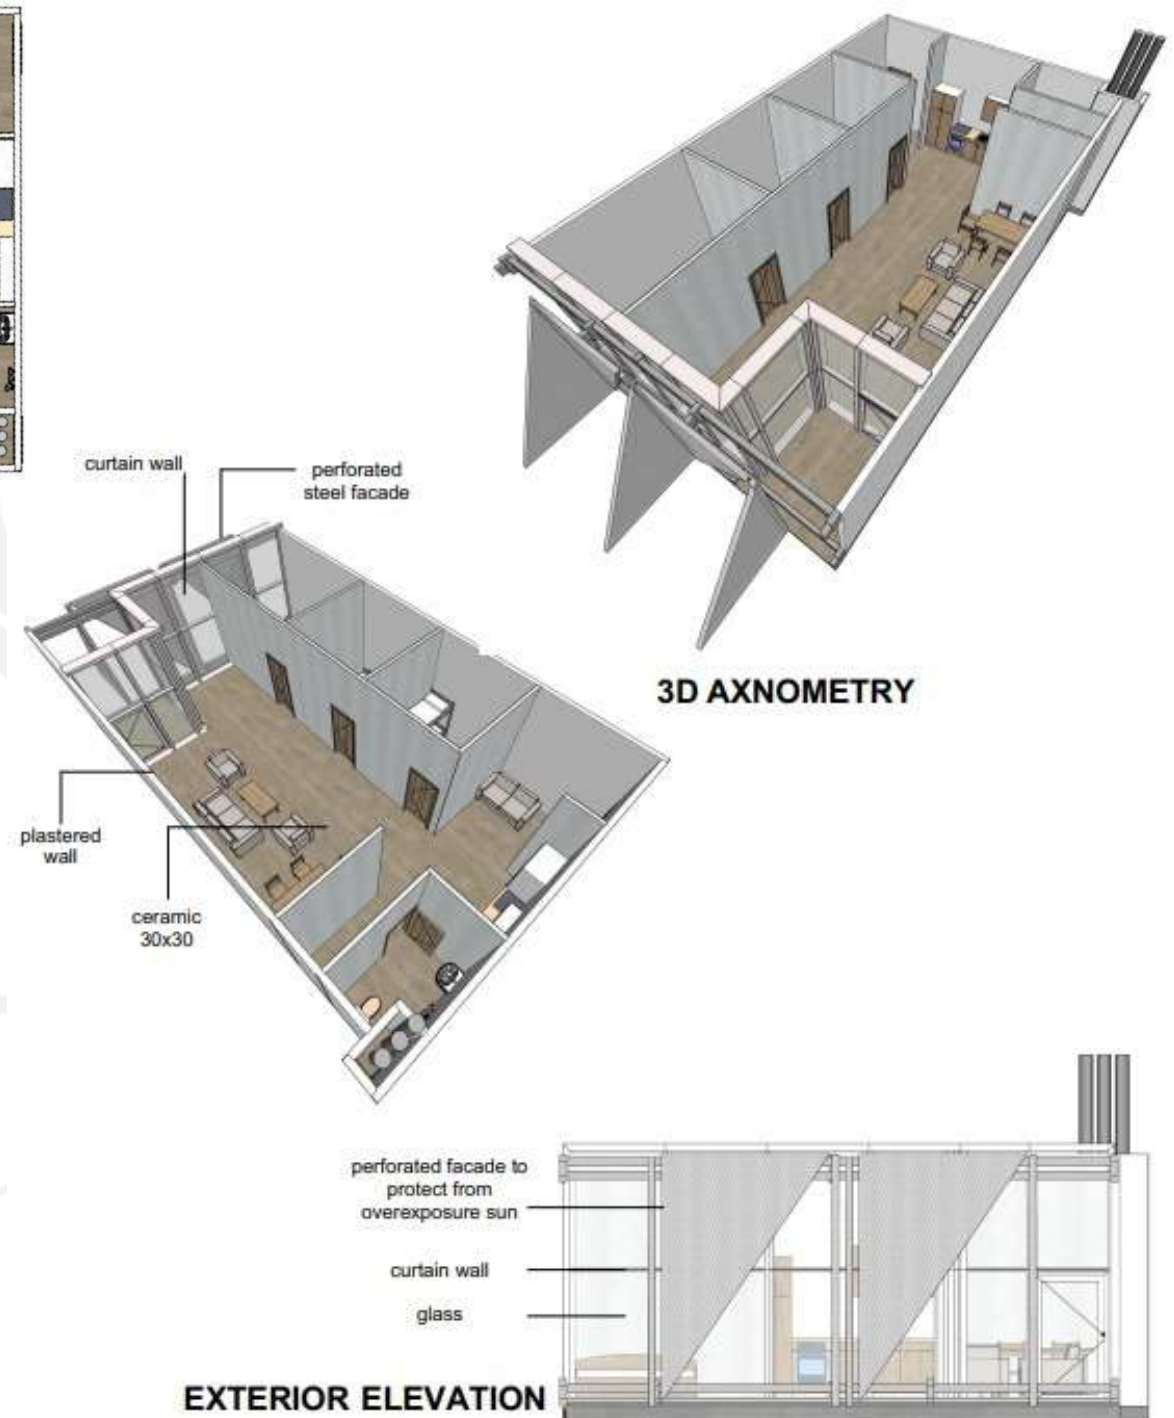 curtain wall
perforated
steel facade
3D AXNOMETRY
plastered
wall
ceramic
30x30
perforated facade to
protect from
overexposure sun
curtain wall
glass
EXTERIOR ELEVATION